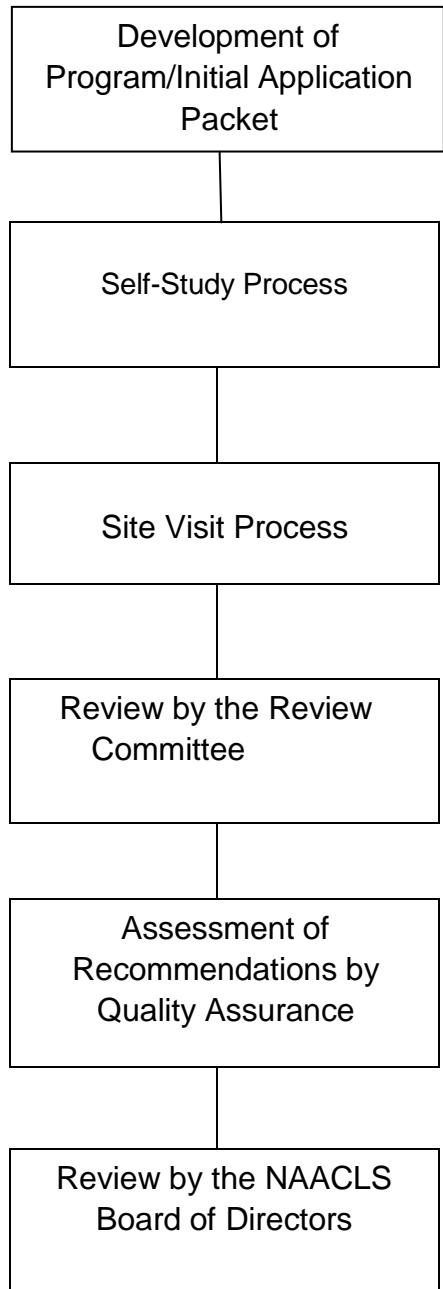 Development of
Program/Initial Application
Packet
Self-Study Process
Site Visit Process
Review by the Review
Committee
Assessment of
Recommendations by
Quality Assurance
Review by the NAACLS
Board of Directors